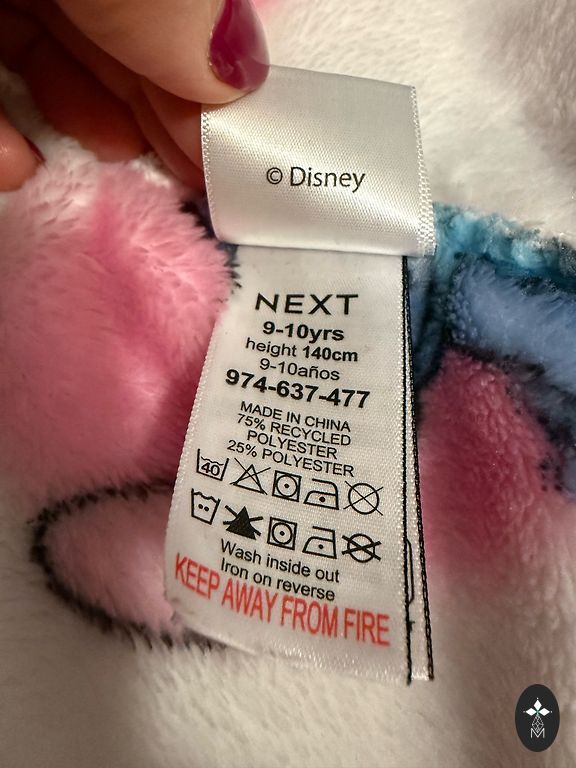 © Disney
NEXT
9-10yrs
height 140cm
9-10años
974-637-477
MADE IN CHINA
75% RECYCLED
POLYESTER
25% POLYESTER
40
Wash inside out
Iron on reverse
KEEP AWAY FROM FIRE
M